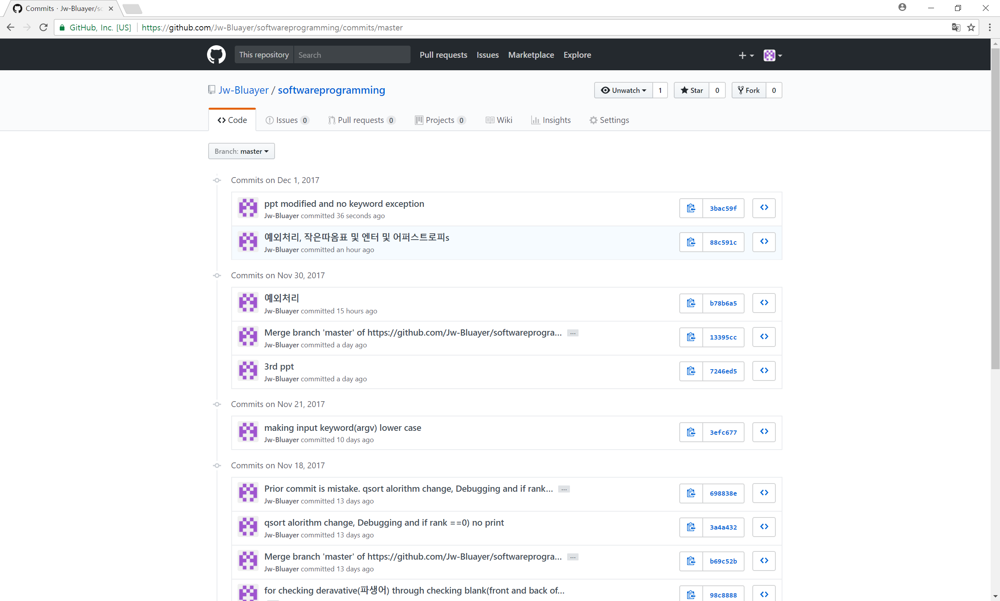 Commits · Jw-Bluayer/so
GitHub, Inc. [US] https://github.com/Jw-Bluayer/softwareprogramming/commits/master
This repository Search Pull requests Issues Marketplace Explore
Jw-Bluayer / softwareprogramming Unwatch 1 Star 0 Fork 0
Code Issues 0 Pull requests 0 Projects 0 Wiki Insights Settings
Branch: master
Commits on Dec 1, 2017
ppt modified and no keyword exception
Jw-Bluayer committed 36 seconds ago
3bac59f
예외처리, 작은따옴표 및 엔터 및 어퍼스트로피s
Jw-Bluayer committed an hour ago
88c591c
Commits on Nov 30, 2017
예외처리
Jw-Bluayer committed 15 hours ago
b78b6a5
Merge branch 'master' of https://github.com/Jw-Bluayer/softwareprogra... …
Jw-Bluayer committed a day ago
13395cc
3rd ppt
Jw-Bluayer committed a day ago
7246ed5
Commits on Nov 21, 2017
making input keyword(argv) lower case
Jw-Bluayer committed 10 days ago
3efc677
Commits on Nov 18, 2017
Prior commit is mistake. qsort alorithm change, Debugging and if rank... …
Jw-Bluayer committed 13 days ago
698838e
qsort alorithm change, Debugging and if rank ==0) no print
Jw-Bluayer committed 13 days ago
3a4a432
Merge branch 'master' of https://github.com/Jw-Bluayer/softwareprogra... …
Jw-Bluayer committed 13 days ago
b69c52b
for checking deravative(파생어) through checking blank(front and back of...
98c8888